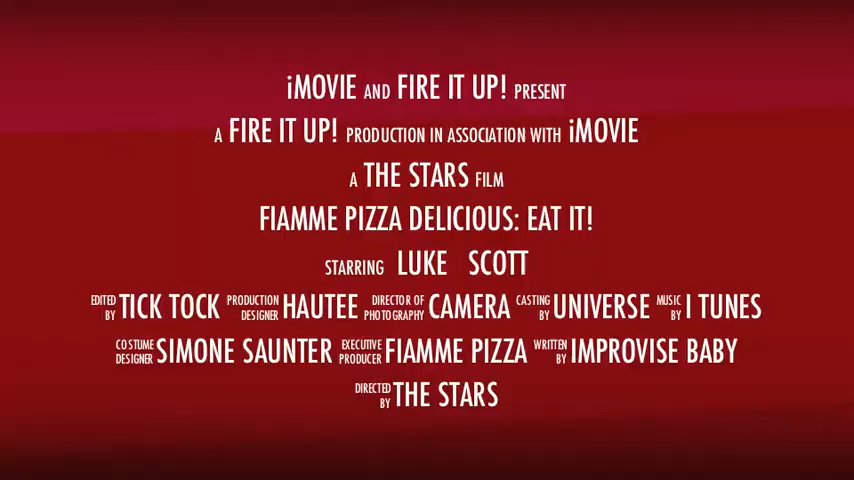 iMOVIE AND FIRE IT UP! PRESENT
A FIRE IT UP! PRODUCTION IN ASSOCIATION WITH iMOVIE
A THE STARS FILM
FIAMME PIZZA DELICIOUS: EAT IT!
STARRING LUKE SCOTT
EDITED BY TICK TOCK PRODUCTION DESIGNER HAUTEE DIRECTOR OF PHOTOGRAPHY CAMERA CASTING BY UNIVERSE MUSIC BY I TUNES
COSTUME DESIGNER SIMONE SAUNTER EXECUTIVE PRODUCER FIAMME PIZZA WRITTEN BY IMPROVISE BABY
DIRECTED BY THE STARS